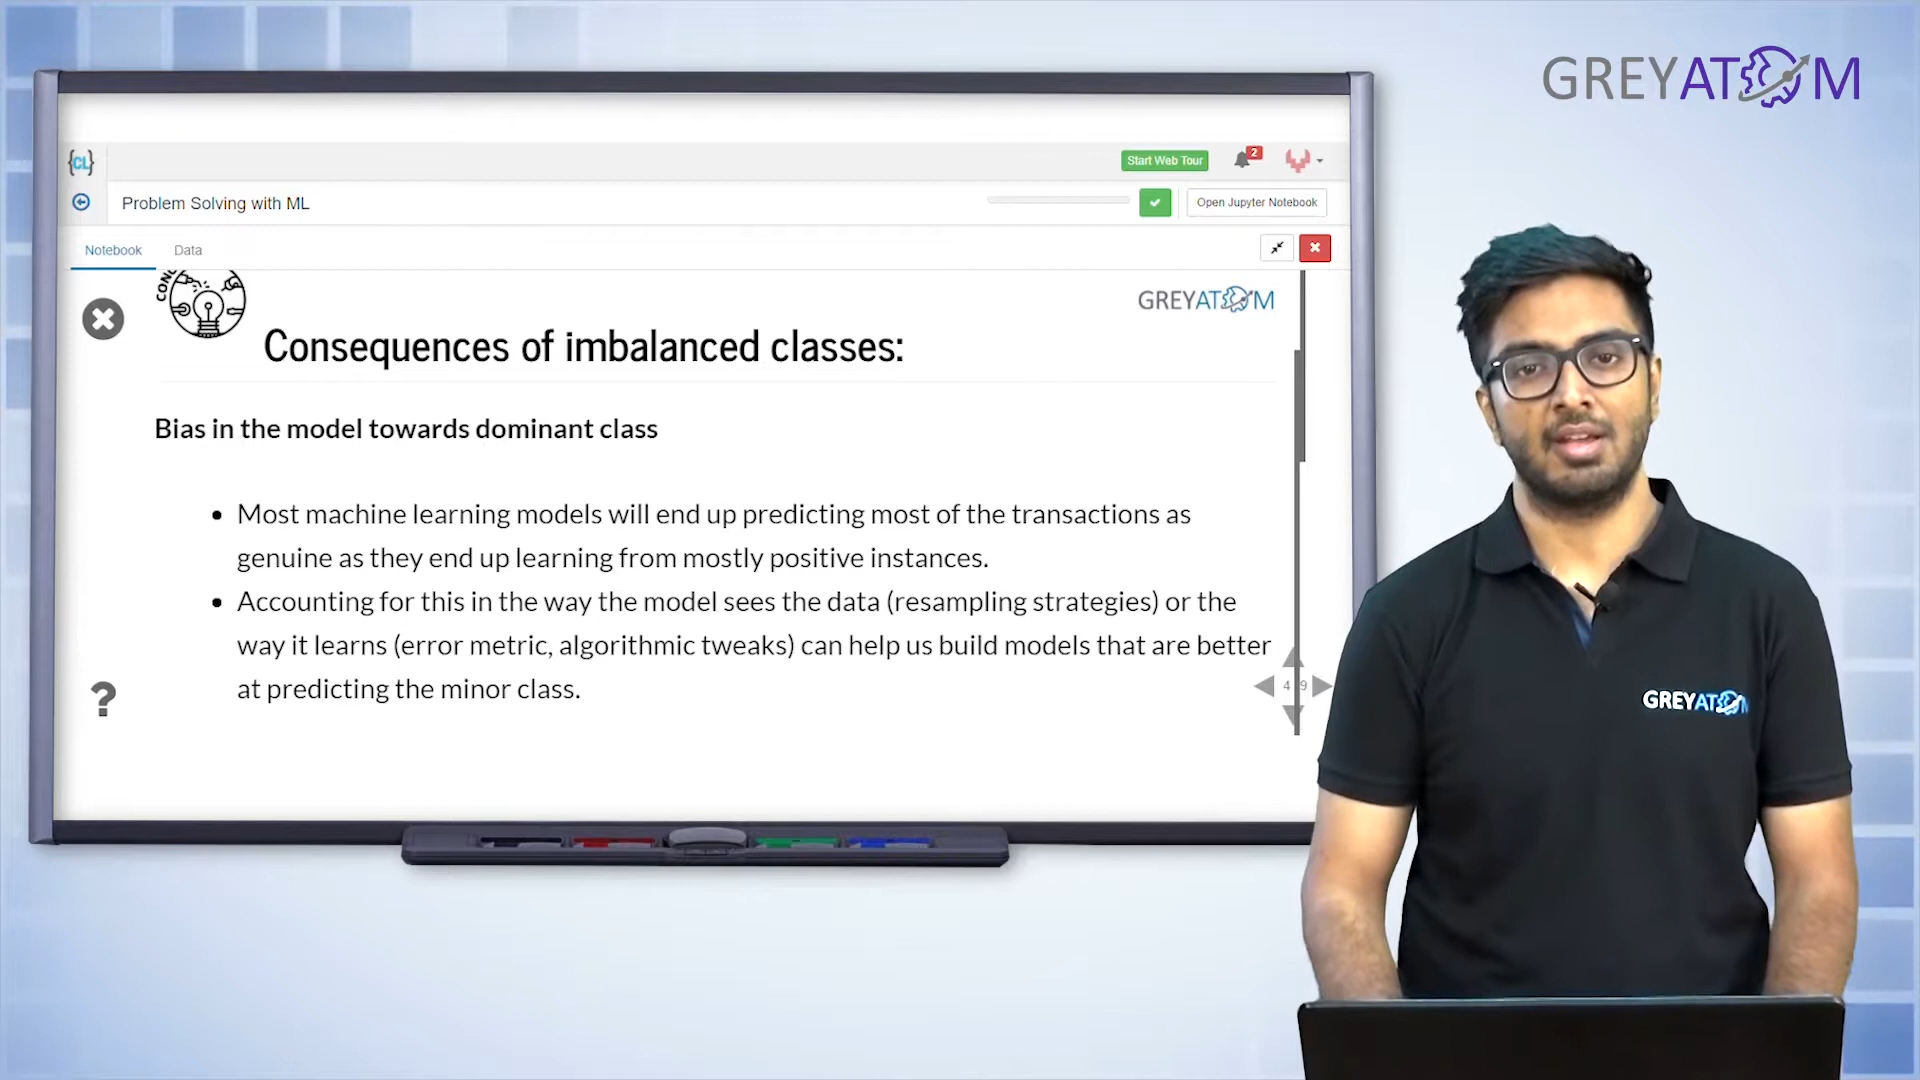 GREYATOM
{CL}
Start Web Tour
2
Problem Solving with ML
Open Jupyter Notebook
Notebook
Data
GREYATOM
Consequences of imbalanced classes:
Bias in the model towards dominant class
• Most machine learning models will end up predicting most of the transactions as
genuine as they end up learning from mostly positive instances.
• Accounting for this in the way the model sees the data (resampling strategies) or the
way it learns (error metric, algorithmic tweaks) can help us build models that are better
at predicting the minor class.
?
4 9
GREYATOM